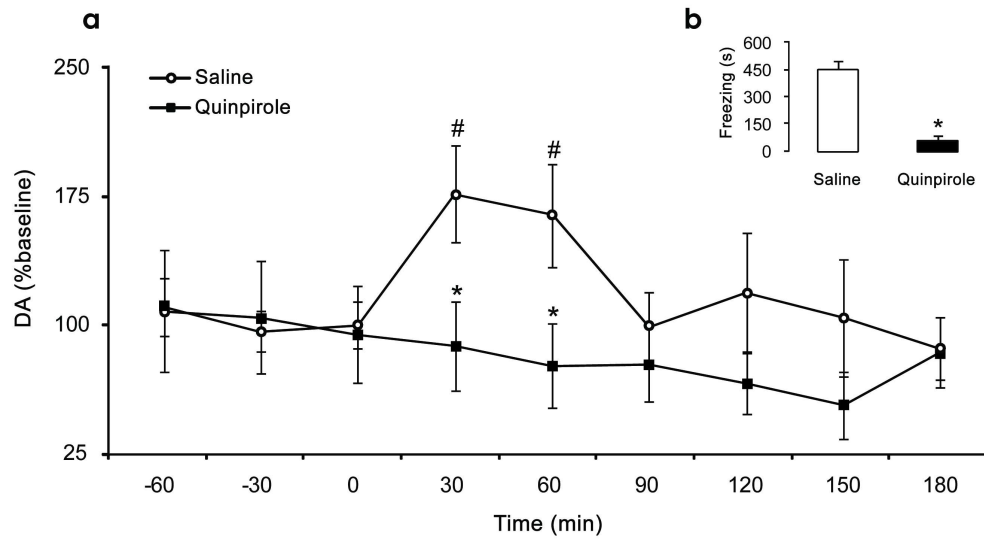 a
250
175
100
25
DA (%baseline)
Saline
Quinpirole
#
#
*
*
-60 -30 0 30 60 90 120 150 180
Time (min)
b
600
450
300
150
0
Freezing (s)
*
Saline Quinpirole